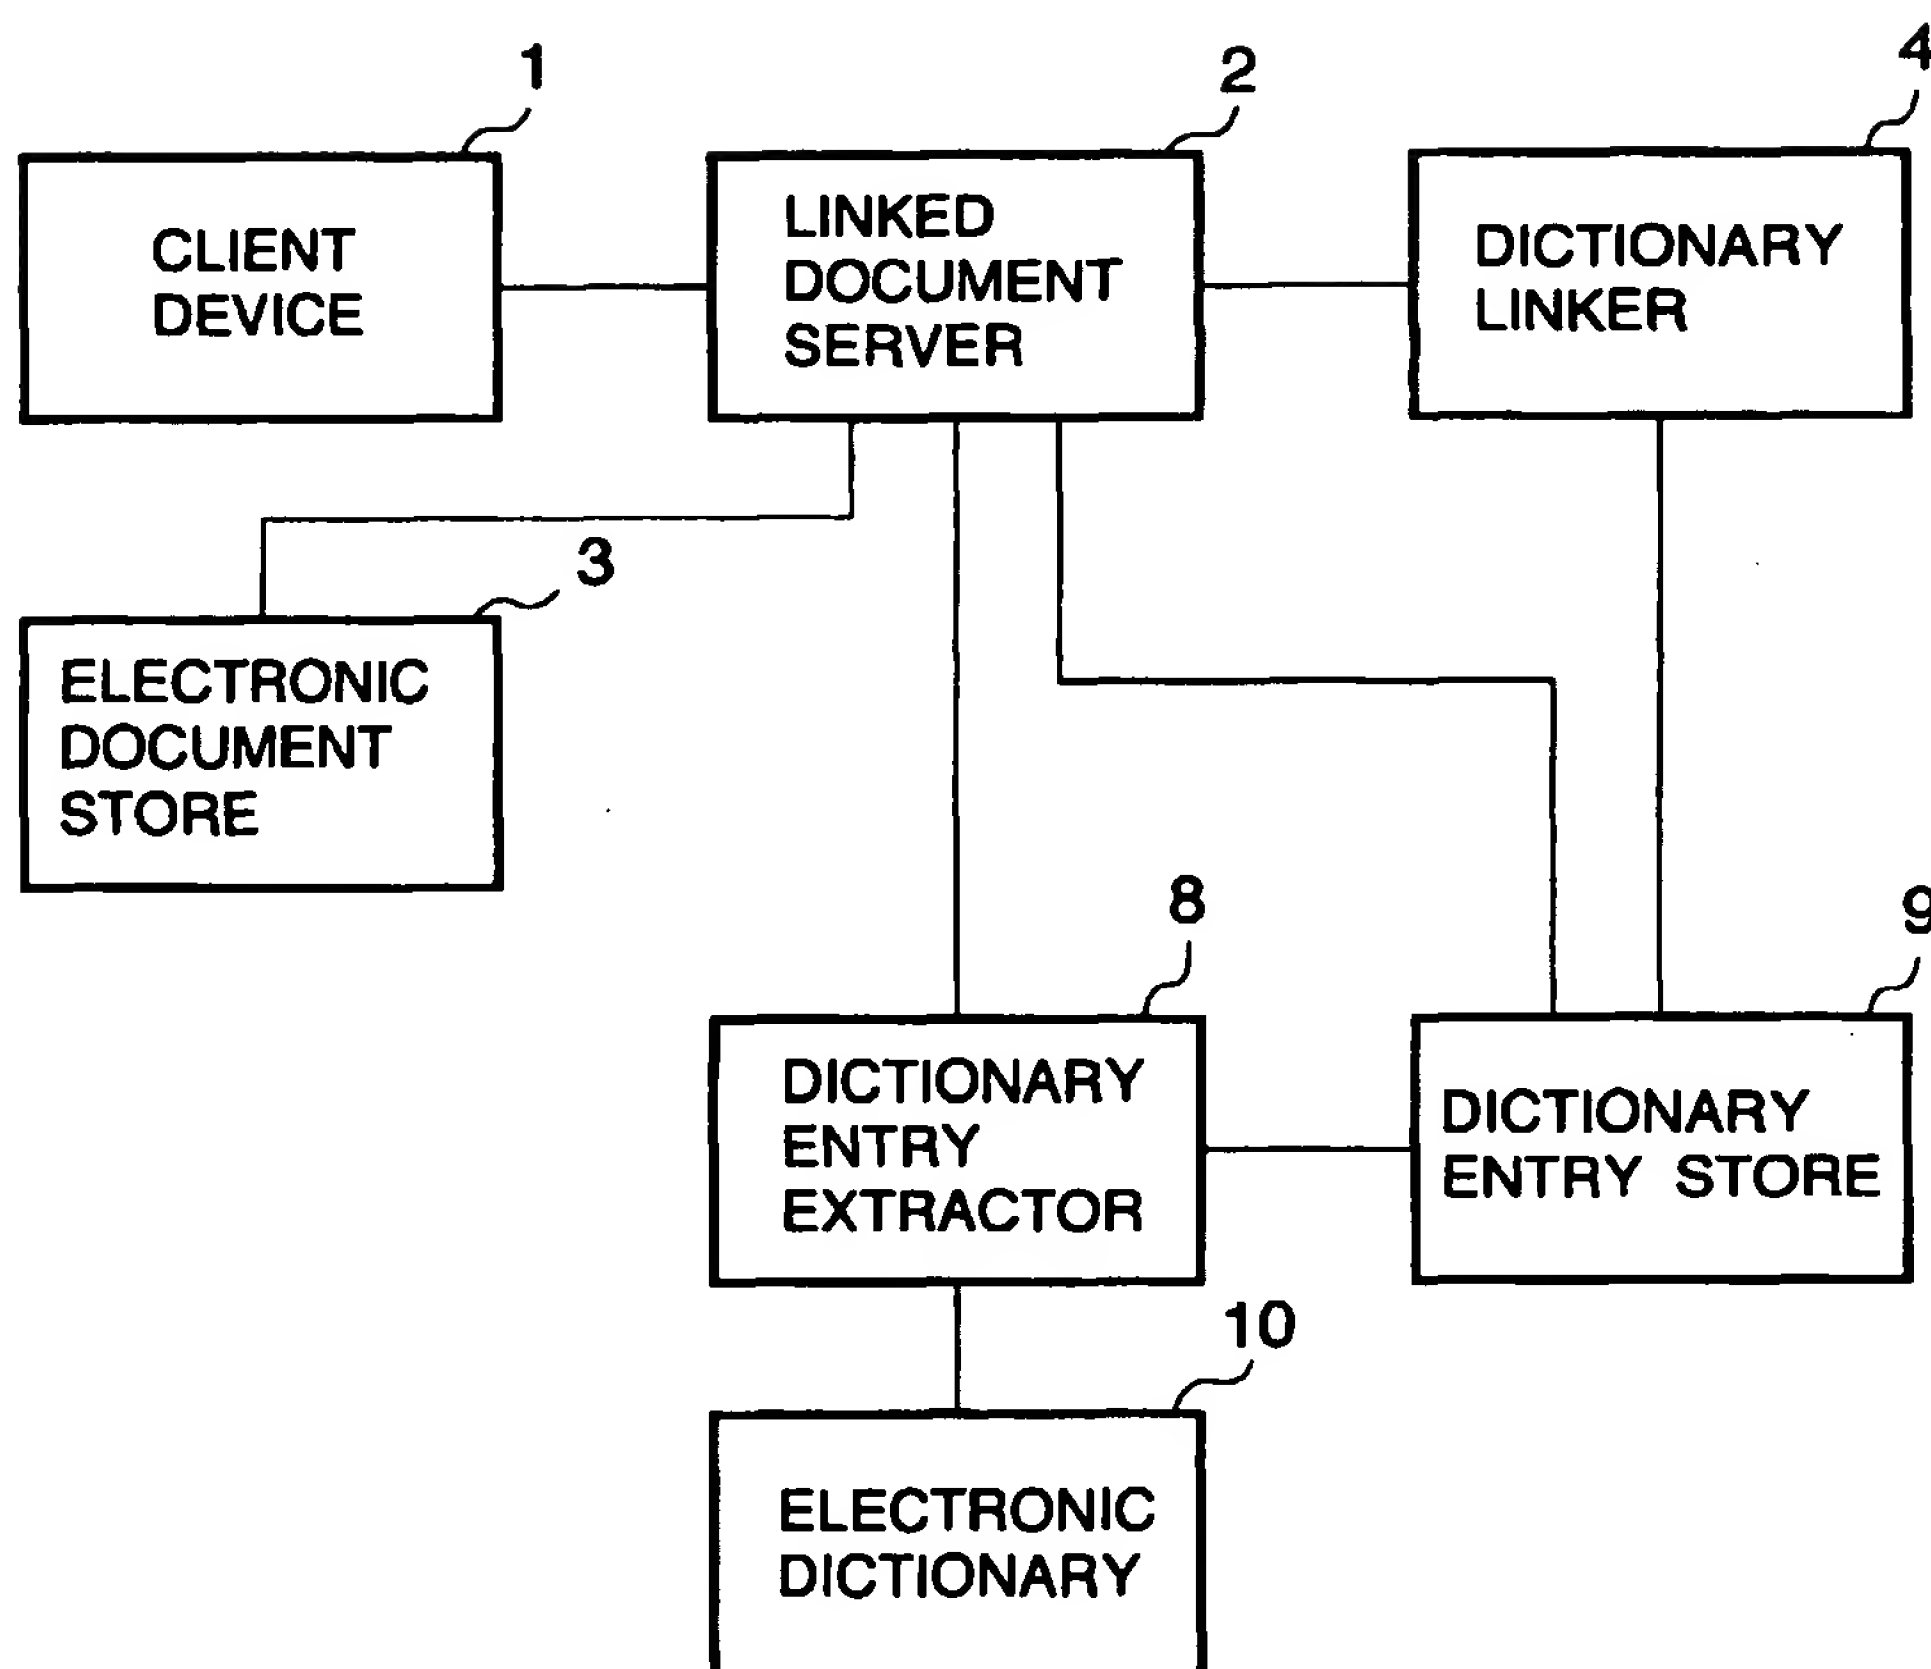 1
2
4
CLIENT
DEVICE
LINKED
DOCUMENT
SERVER
DICTIONARY
LINKER
3
ELECTRONIC
DOCUMENT
STORE
8
9
DICTIONARY
ENTRY
EXTRACTOR
DICTIONARY
ENTRY STORE
10
ELECTRONIC
DICTIONARY